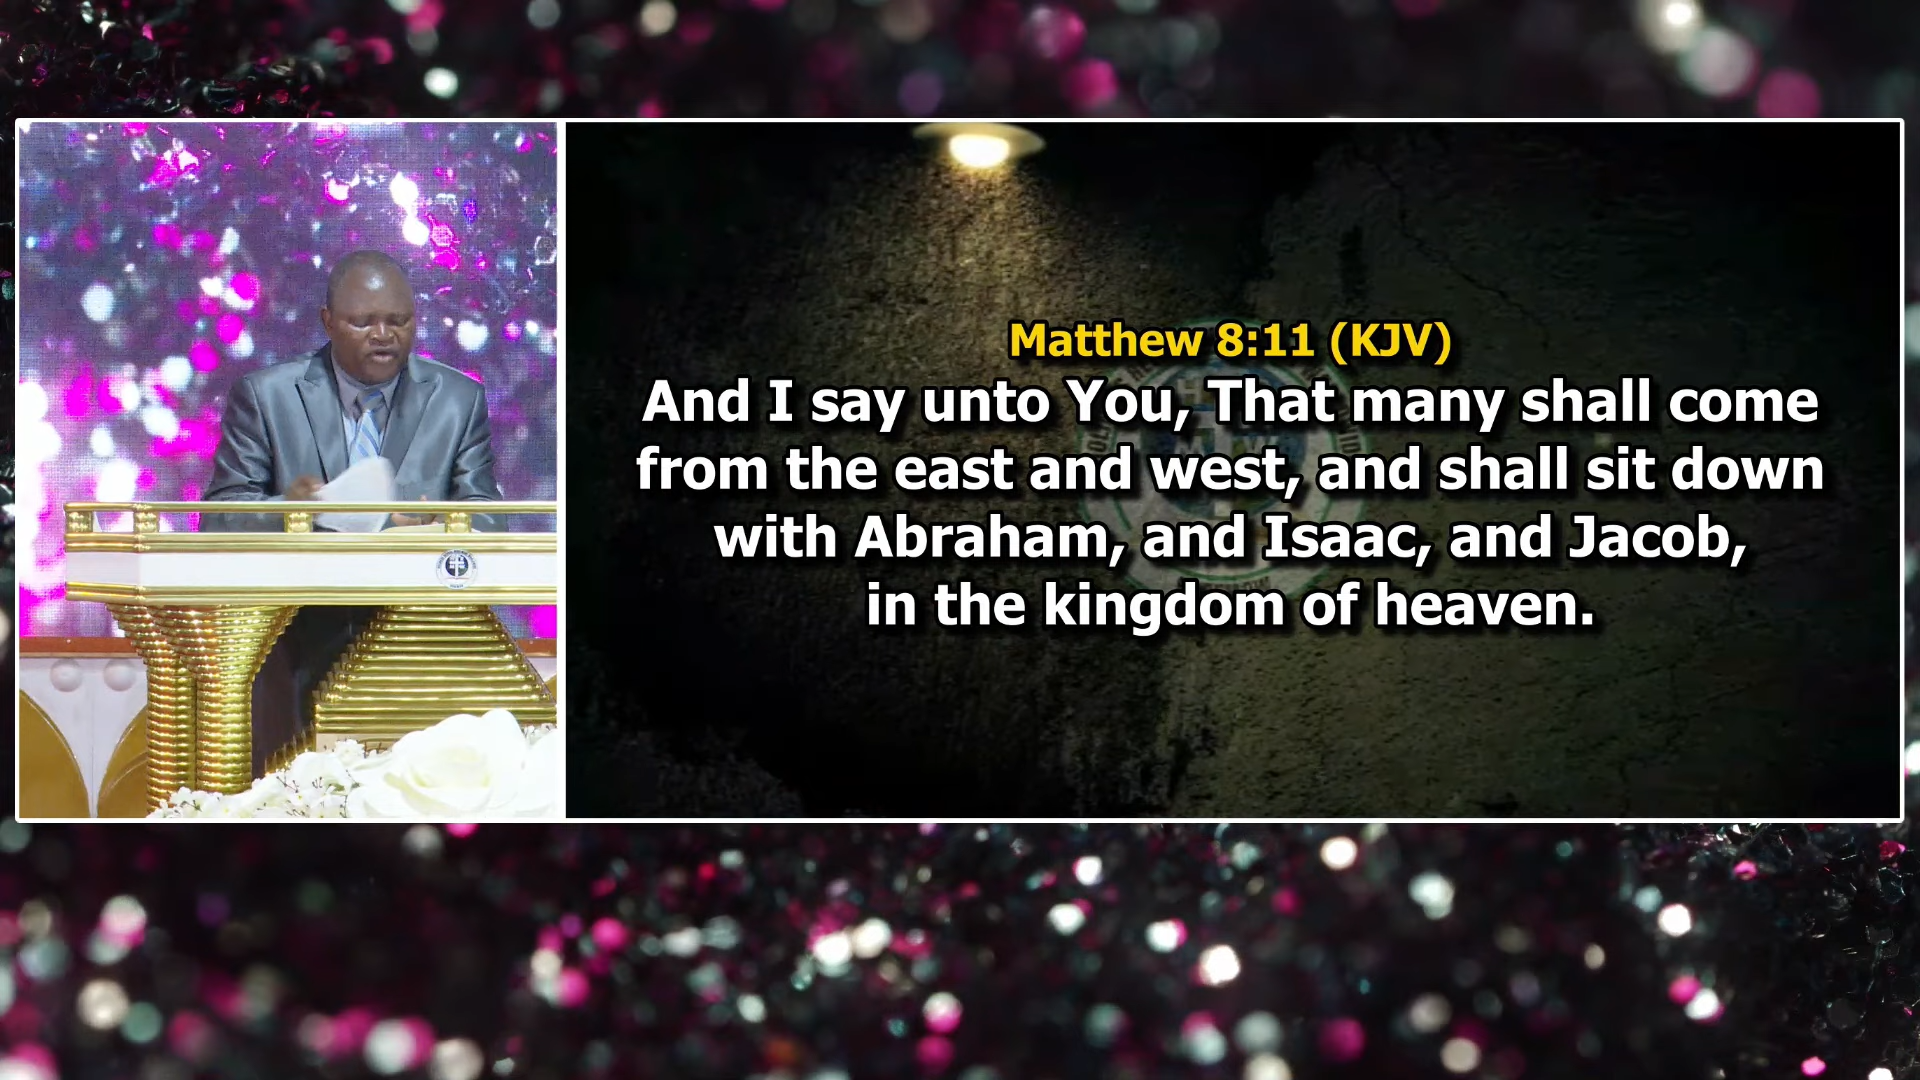 Matthew 8:11 (KJV)
And I say unto You, That many shall come
from the east and west, and shall sit down
with Abraham, and Isaac, and Jacob,
in the kingdom of heaven.